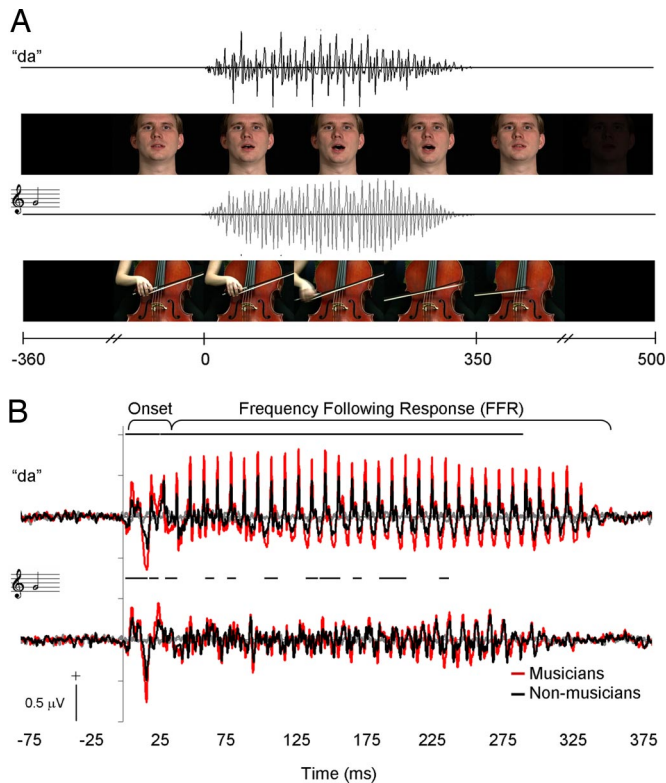 A
“da”
-360 0 350 500
B
Onset Frequency Following Response (FFR)
“da”
+
0.5 μV
Musicians
Non-musicians
-75 -25 25 75 125 175 225 275 325 375
Time (ms)